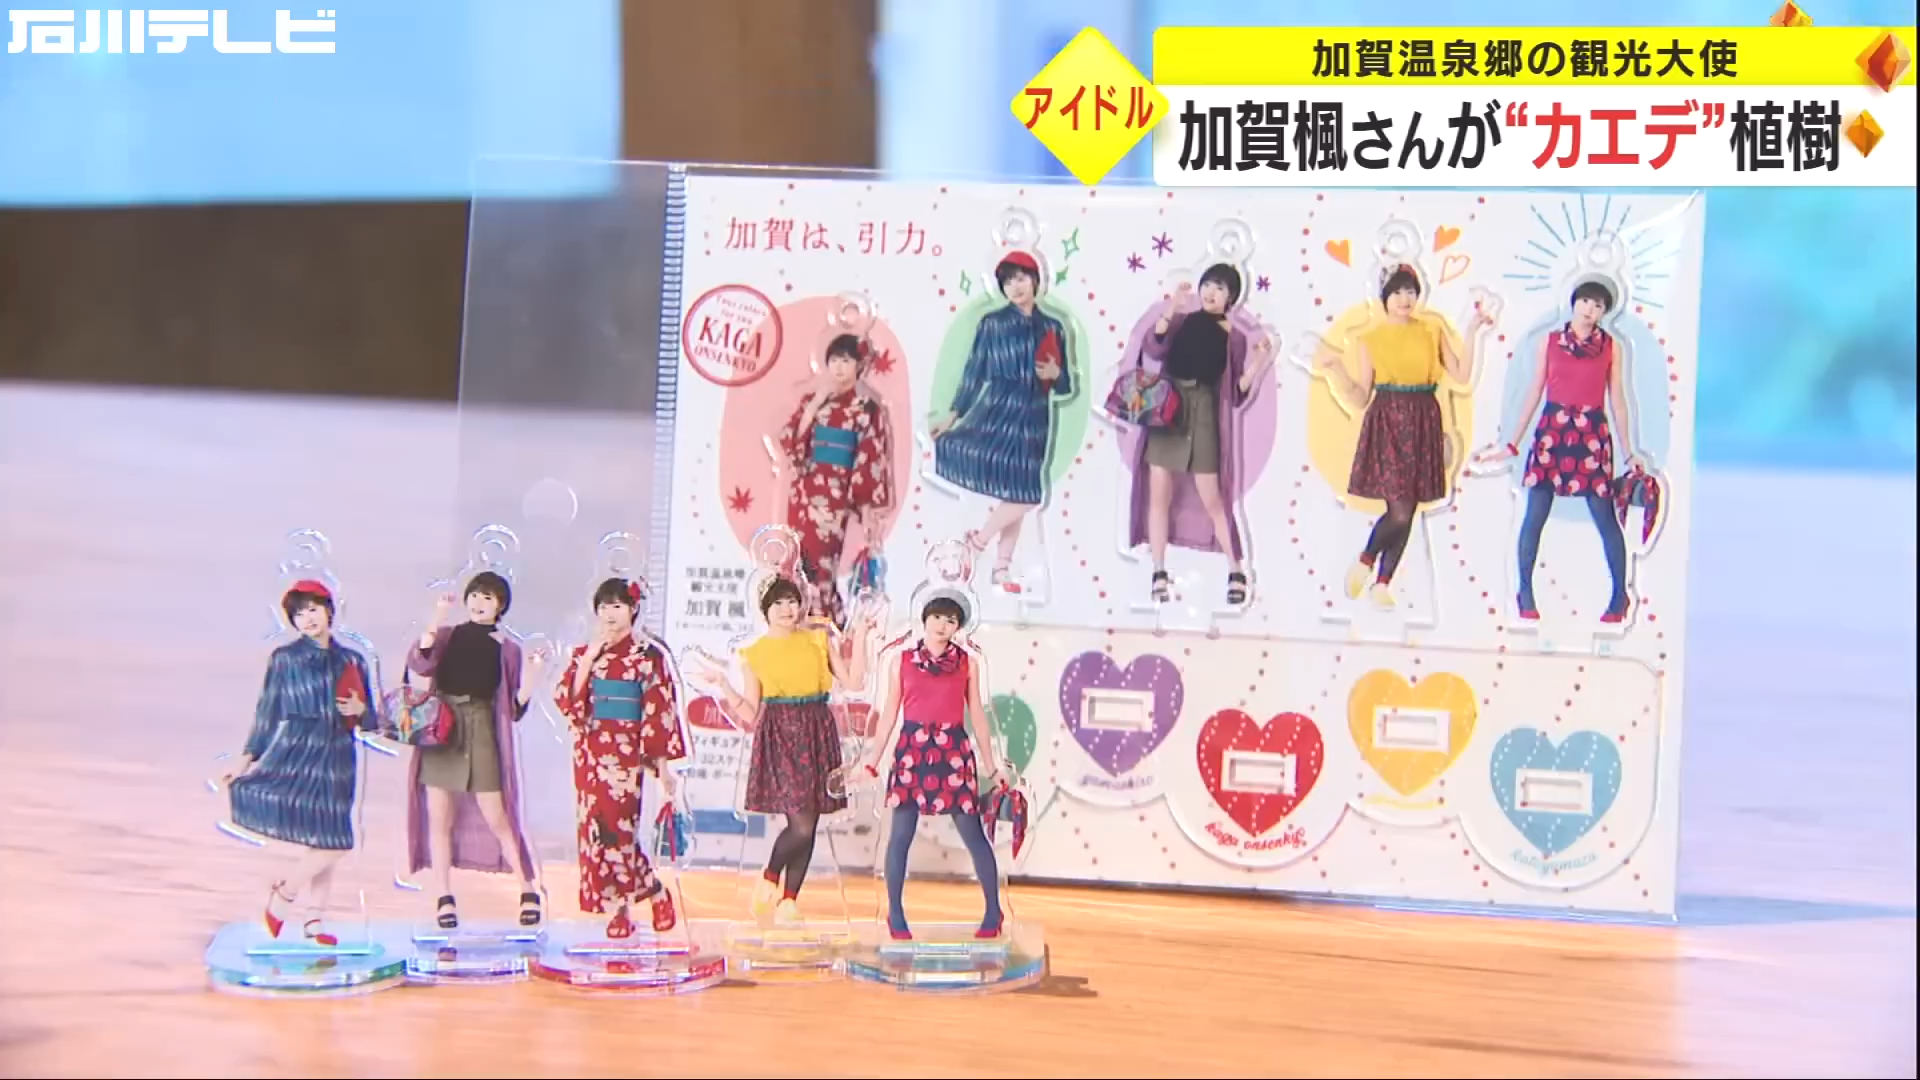 石川テレビ
加賀温泉郷の観光大使
アイドル
加賀楓さんが“カエデ”植樹
加賀は、引力。
KAGA
ONSENKYO
加賀温泉郷
観光大使
加賀 楓
フィギュア
yamashiro
kaga onsenkyo
katayamazu